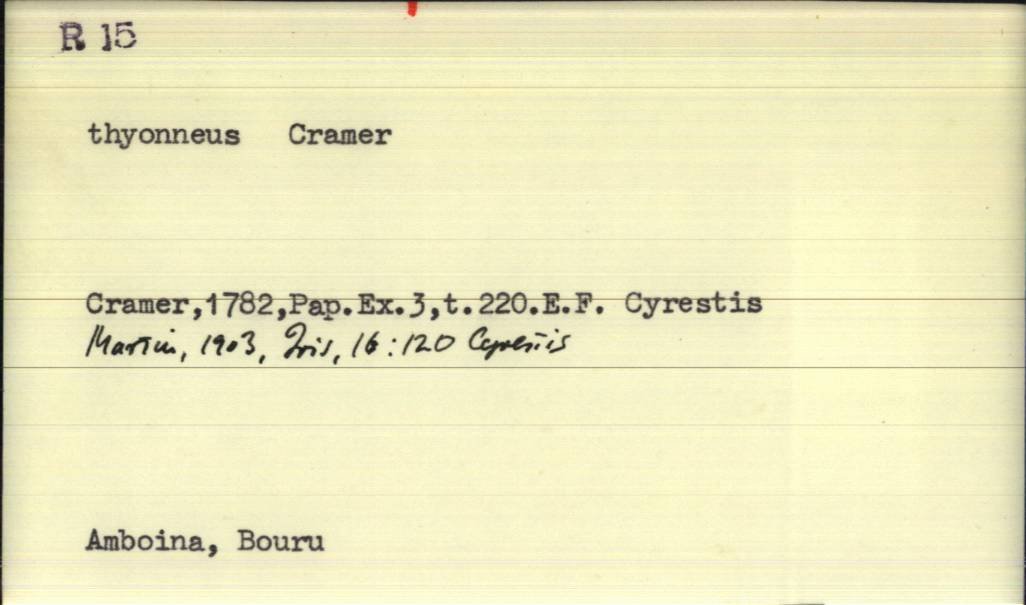 R 15
thyonneus Cramer
Cramer,1782,Pap.Ex.3,t.220.E.F. Cyrestis
Martin, 1903, Iris, 16:120 Cyrestis
Amboina, Bouru